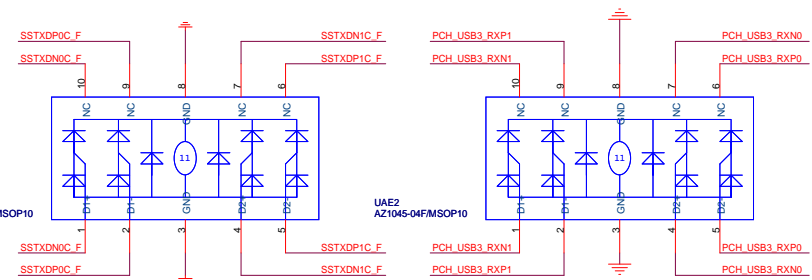 SSTXDP0C_F SSTXDN1C_F PCH_USB3_RXP1 PCH_USB3_RXN0
SSTXDN0C_F SSTXDP1C_F PCH_USB3_RXN1 PCH_USB3_RXP0
10 9 8 7 6 10 9 8 7 6
NC NC GND NC NC NC NC GND NC NC
11 11
UAE2
MSOP10 AZ1045-04F/MSOP10
D1+ D1- GND D2+ D2- D1+ D1- GND D2+ D2-
1 2 3 4 5 1 2 3 4 5
SSTXDN0C_F SSTXDP1C_F PCH_USB3_RXN1 PCH_USB3_RXP0
SSTXDP0C_F SSTXDN1C_F PCH_USB3_RXP1 PCH_USB3_RXN0